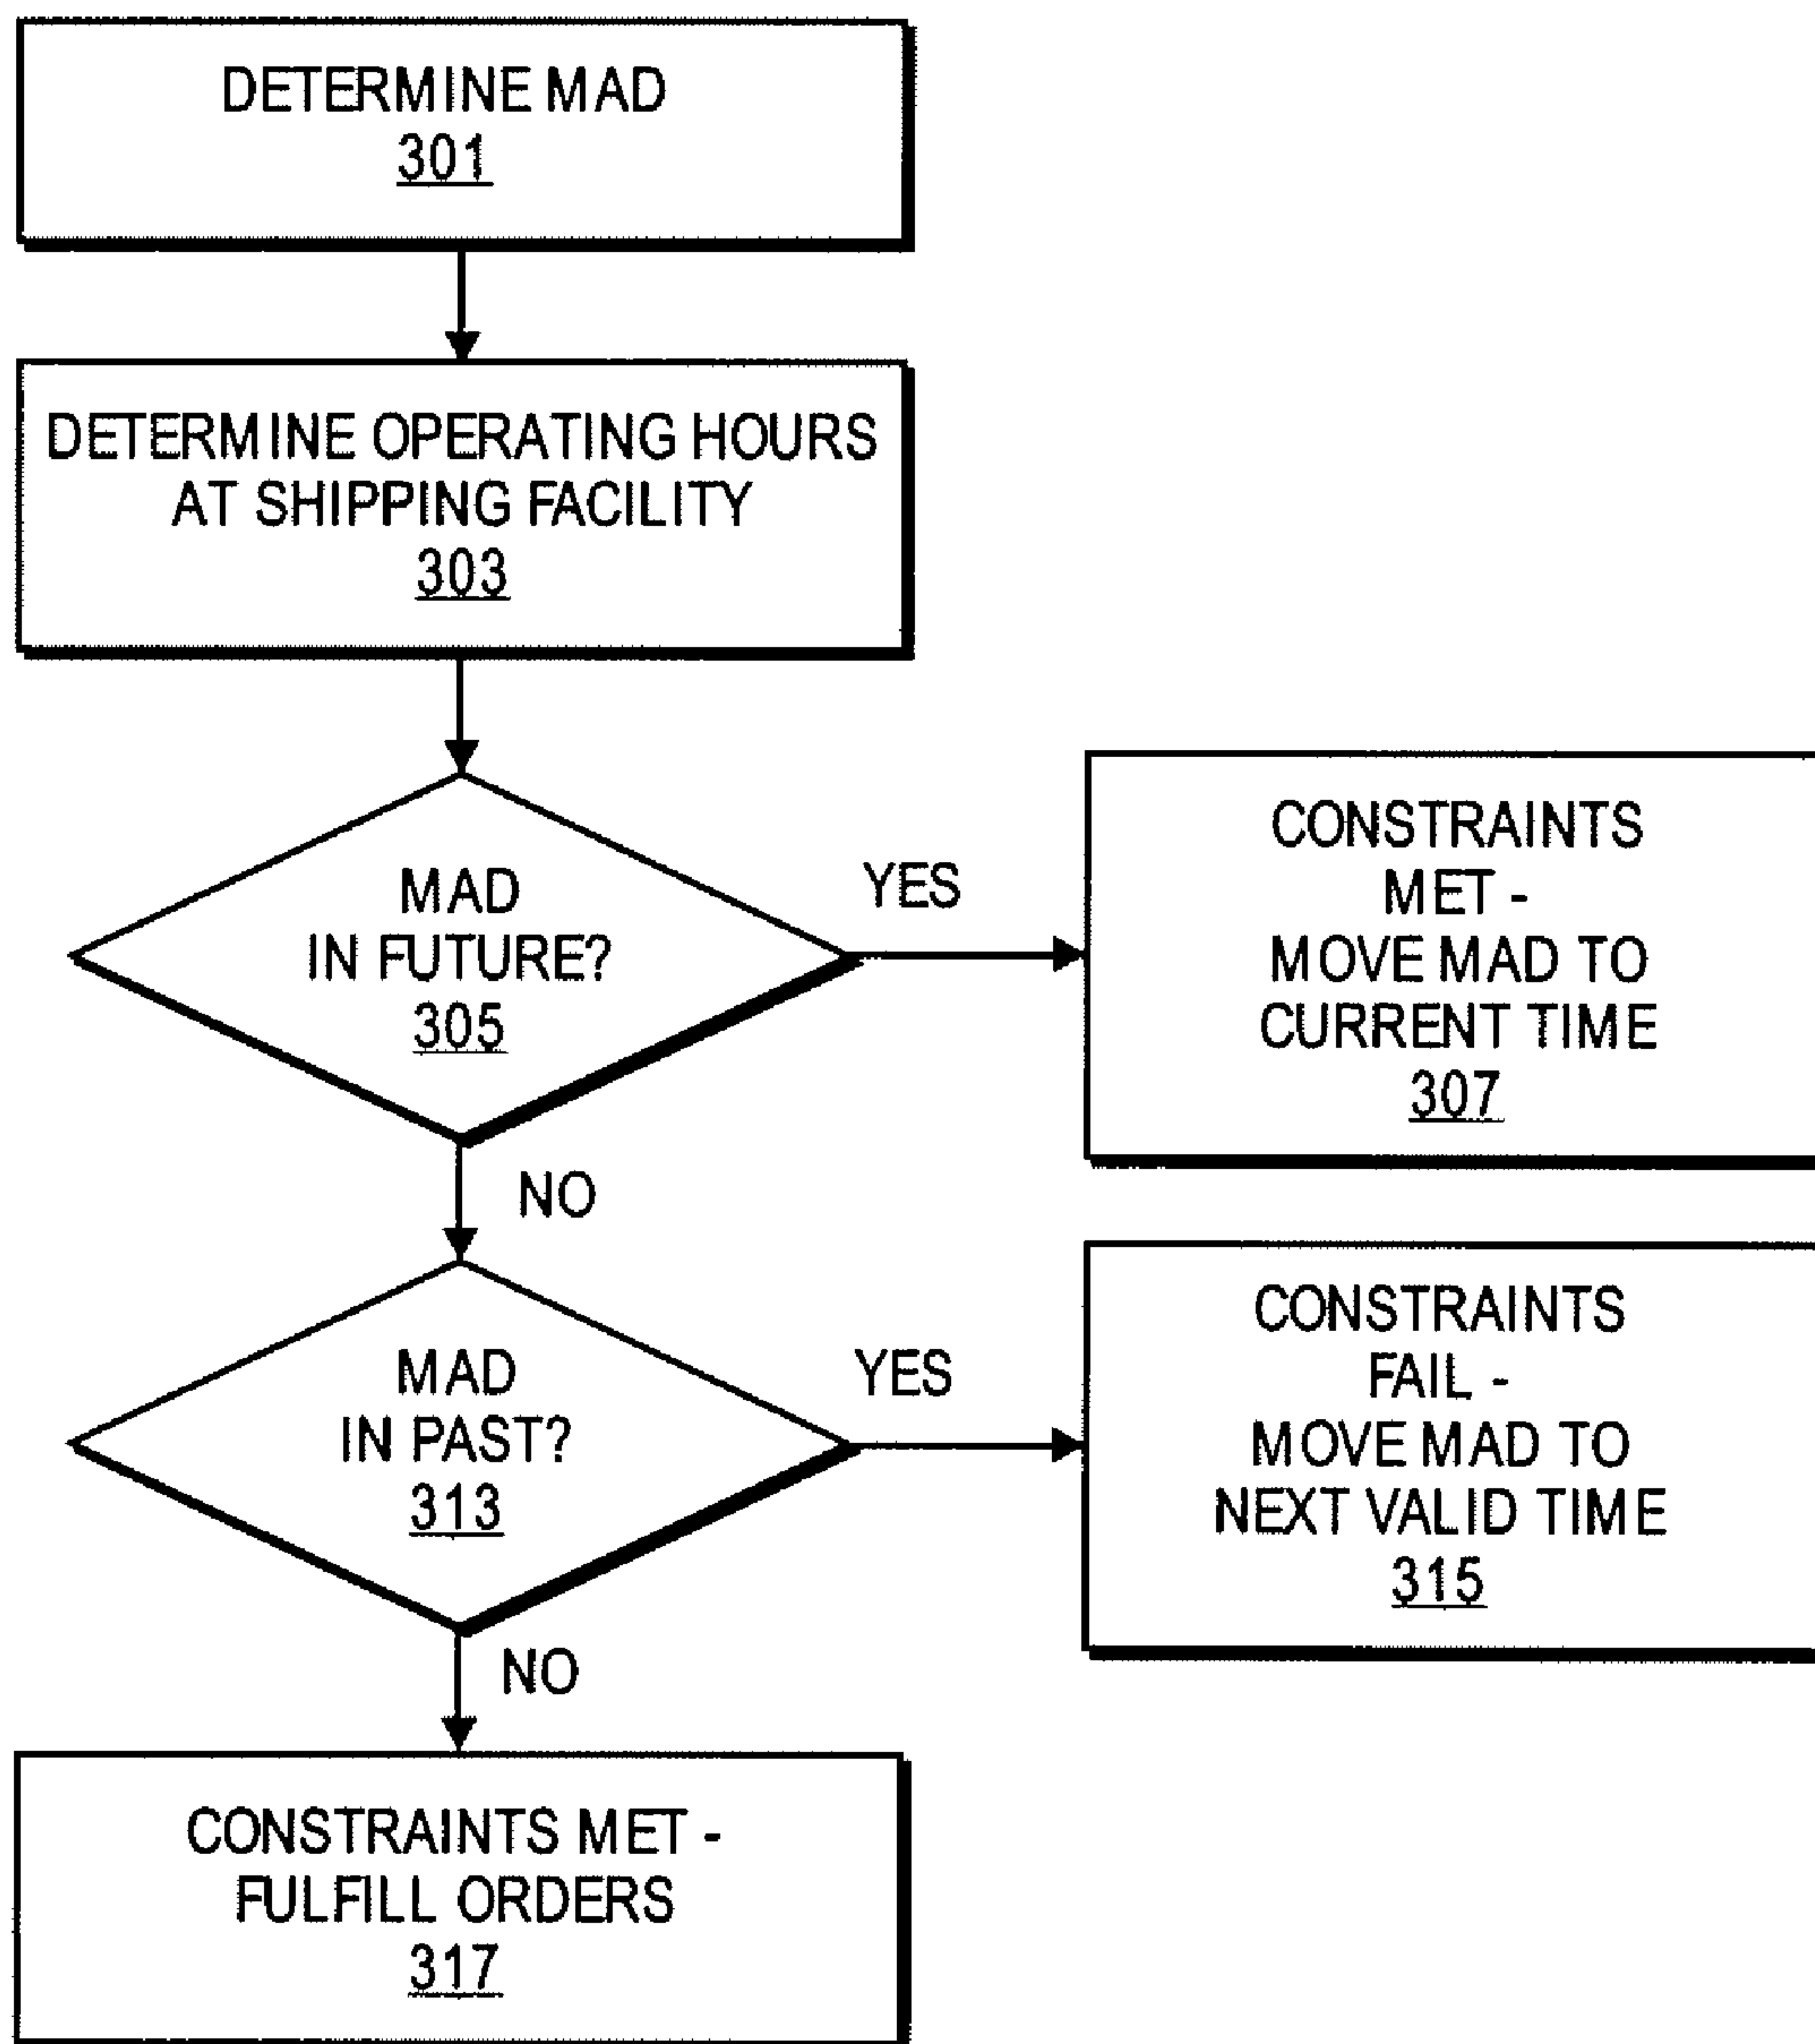 DETERMINE MAD
301
DETERMINE OPERATING HOURS
AT SHIPPING FACILITY
303
MAD
IN FUTURE?
305
YES
CONSTRAINTS
MET -
MOVE MAD TO
CURRENT TIME
307
NO
MAD
IN PAST?
313
YES
CONSTRAINTS
FAIL -
MOVE MAD TO
NEXT VALID TIME
315
NO
CONSTRAINTS MET -
FULFILL ORDERS
317